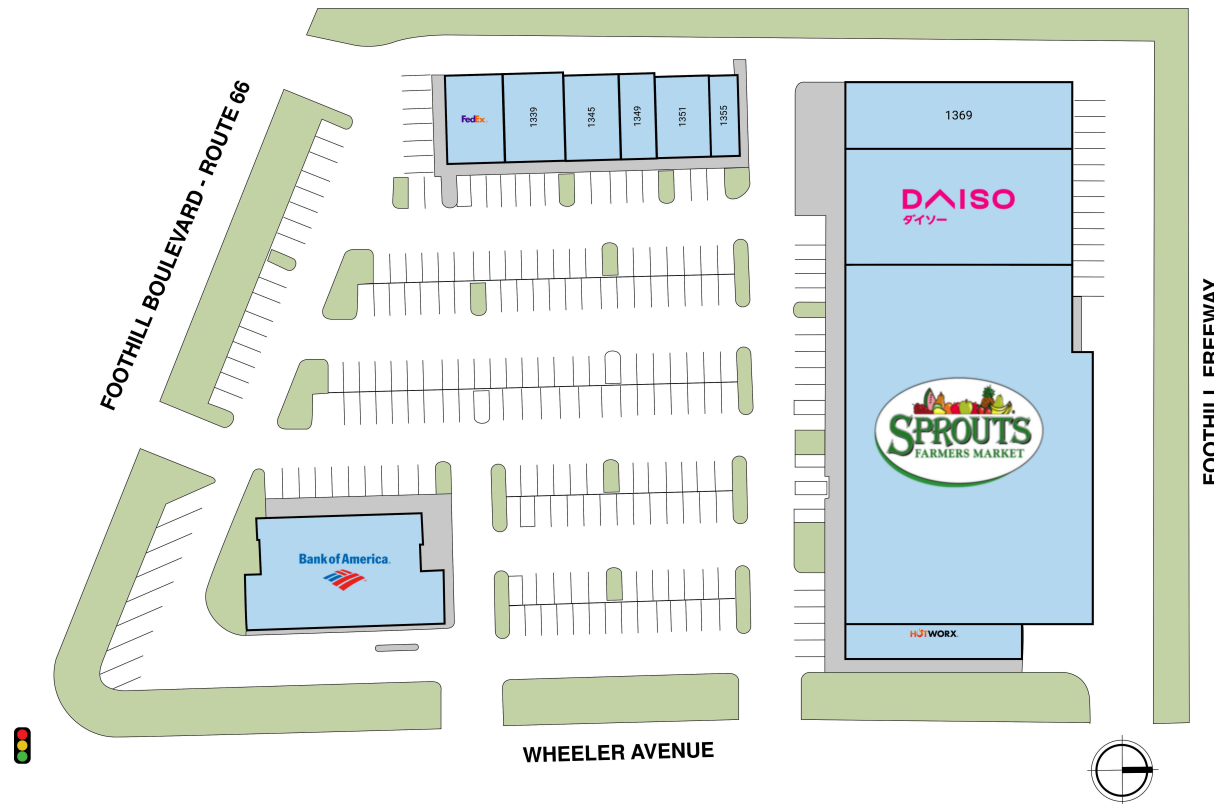 FOOTHILL BOULEVARD - ROUTE 66
FedEx.
1339
1345
1349
1351
1355
1369
DAISO
ダイソー
SPROUTS
FARMERS MARKET
FOOTHILL FREEWAY
Bank of America.
HOTWORX.
WHEELER AVENUE